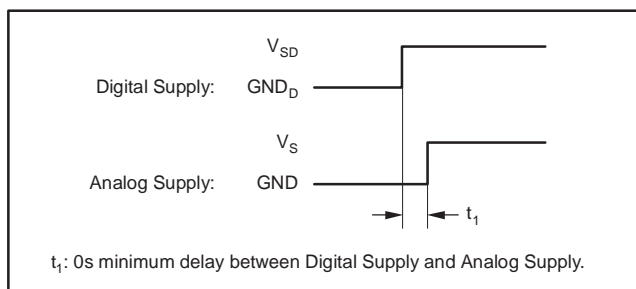 V_SD
Digital Supply: GND_D
V_S
Analog Supply: GND
t_1
t_1: 0s minimum delay between Digital Supply and Analog Supply.